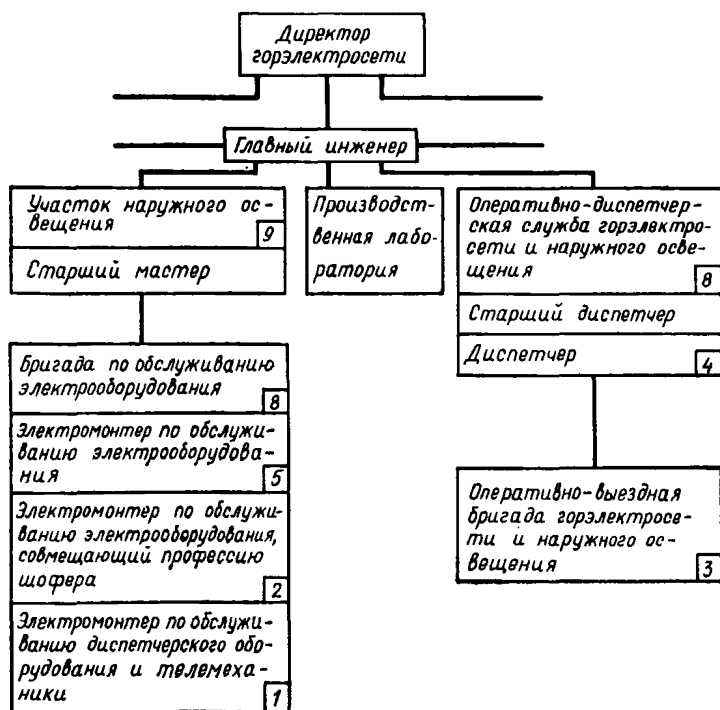 Директор
горэлектросети
Главный инженер
Участок наружного ос-
вещения
9
Старший мастер
Бригада по обслуживанию
электрооборудования
8
Электромонтер по обслужи-
ванию электрооборудова-
ния
5
Электромонтер по обслужи-
ванию электрооборудования,
совмещающий профессию
шофера
2
Электромонтер по обслужи-
ванию диспетчерского обо-
рудования и телемеха-
ники
1
Производст-
венная лабо-
ратория
Оперативно-диспетчер-
ская служба горэлектро-
сети и наружного осве-
щения
8
Старший диспетчер
Диспетчер
4
Оперативно-выездная
бригада горэлектросе-
ти и наружного ос-
вещения
3